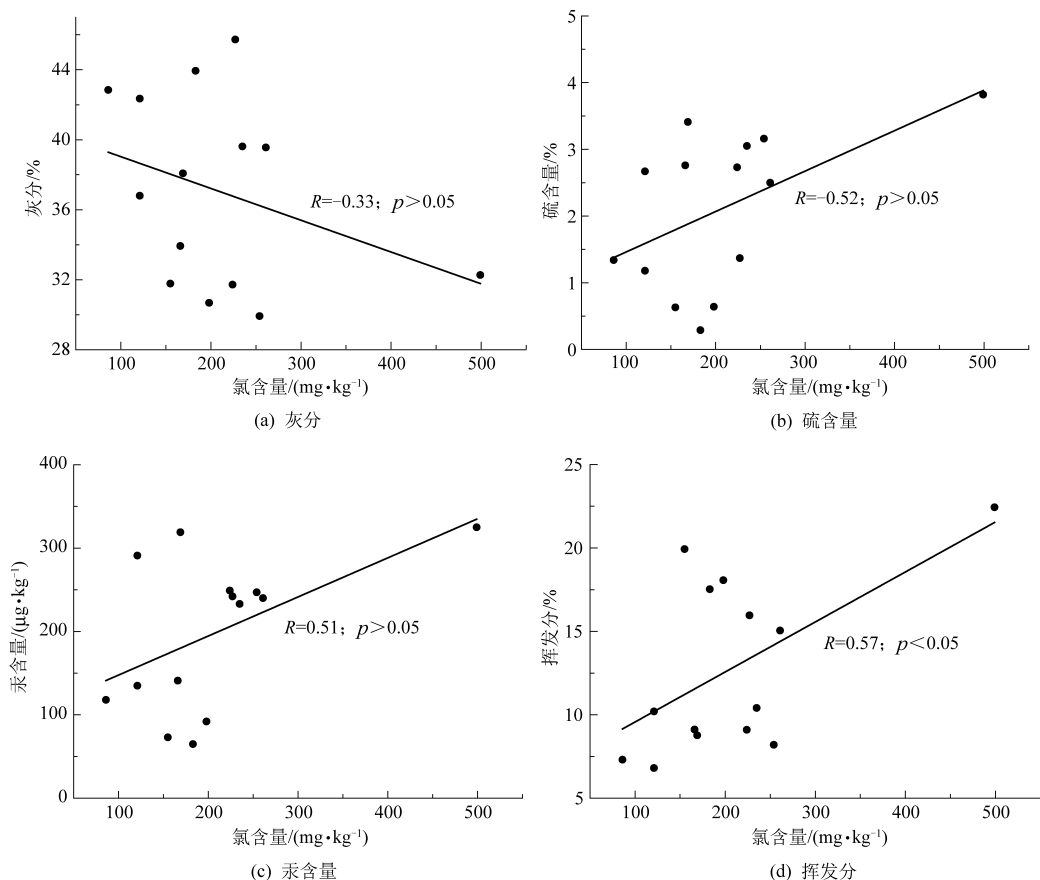 44
40
36
32
28
灰分/%
R=−0.33；p＞0.05
100 200 300 400 500
氯含量/(mg•kg⁻¹)
(a) 灰分
5
4
3
2
1
0
硫含量/%
R=−0.52；p＞0.05
100 200 300 400 500
氯含量/(mg•kg⁻¹)
(b) 硫含量
400
300
200
100
0
汞含量/(μg•kg⁻¹)
R=0.51；p＞0.05
100 200 300 400 500
氯含量/(mg•kg⁻¹)
(c) 汞含量
25
20
15
10
5
挥发分/%
R=0.57；p＜0.05
100 200 300 400 500
氯含量/(mg•kg⁻¹)
(d) 挥发分